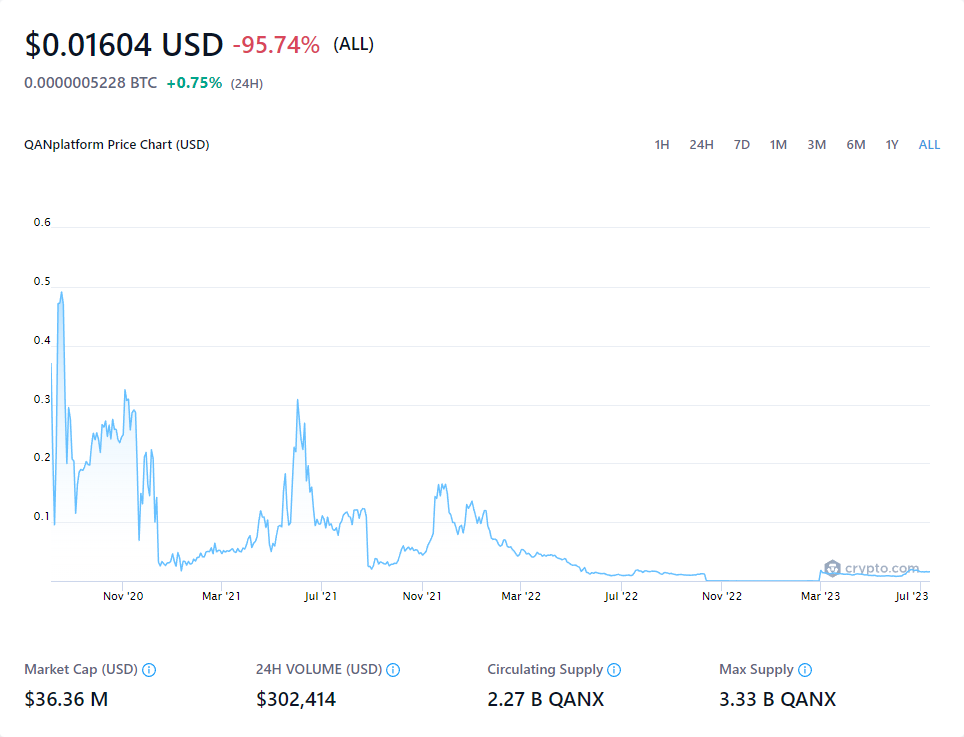 $0.01604 USD -95.74% (ALL)
0.0000005228 BTC +0.75% (24H)
QANplatform Price Chart (USD) 1H 24H 7D 1M 3M 6M 1Y ALL
0.6
0.5
0.4
0.3
0.2
0.1
crypto.com
Nov '20 Mar '21 Jul '21 Nov '21 Mar '22 Jul '22 Nov '22 Mar '23 Jul '23
Market Cap (USD) 24H VOLUME (USD) Circulating Supply Max Supply
$36.36 M $302,414 2.27 B QANX 3.33 B QANX